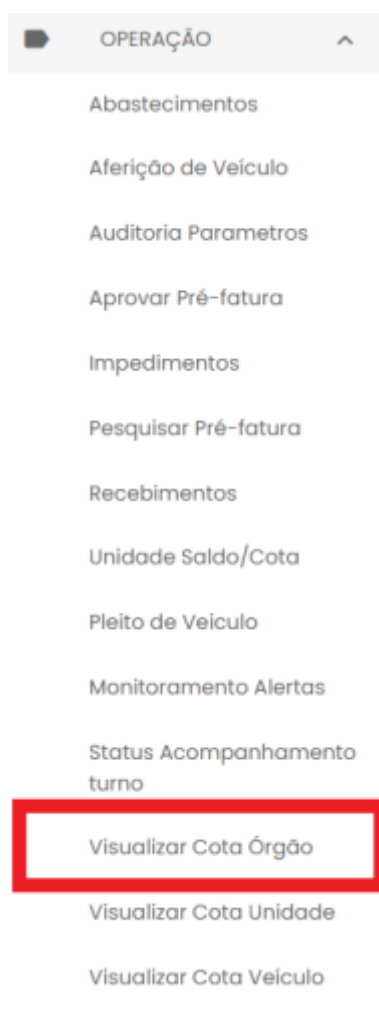 OPERAÇÃO
Abastecimentos
Aferição de Veículo
Auditoria Parametros
Aprovar Pré-fatura
Impedimentos
Pesquisar Pré-fatura
Recebimentos
Unidade Saldo/Cota
Pleito de Veiculo
Monitoramento Alertas
Status Acompanhamento
turno
Visualizar Cota Órgão
Visualizar Cota Unidade
Visualizar Cota Veículo